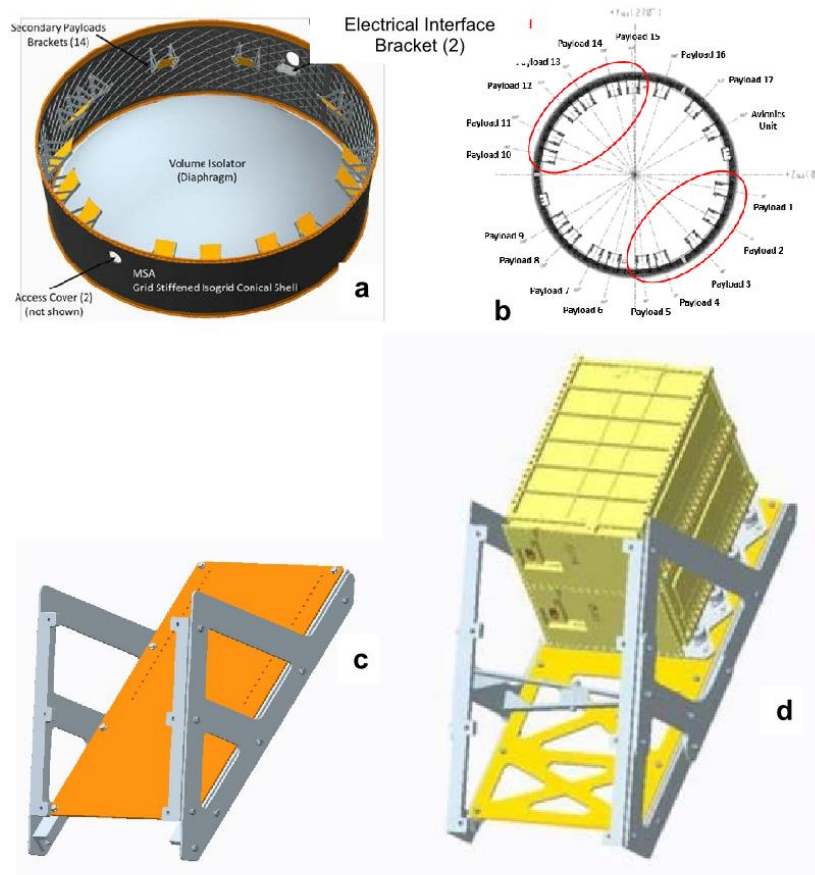 Secondary Payloads
Brackets (14)
Electrical Interface
Bracket (2)
Volume Isolator
(Diaphragm)
MSA
Grid Stiffened Isogrid Conical Shell
Access Cover (2)
(not shown)
a
Payload 15
Payload 14
Payload 16
Payload 13
Payload 17
Payload 12
Avionics
Unit
Payload 11
Payload 10
Payload 1
Payload 2
Payload 9
Payload 8
Payload 3
Payload 7
Payload 4
Payload 6
Payload 5
b
c
d